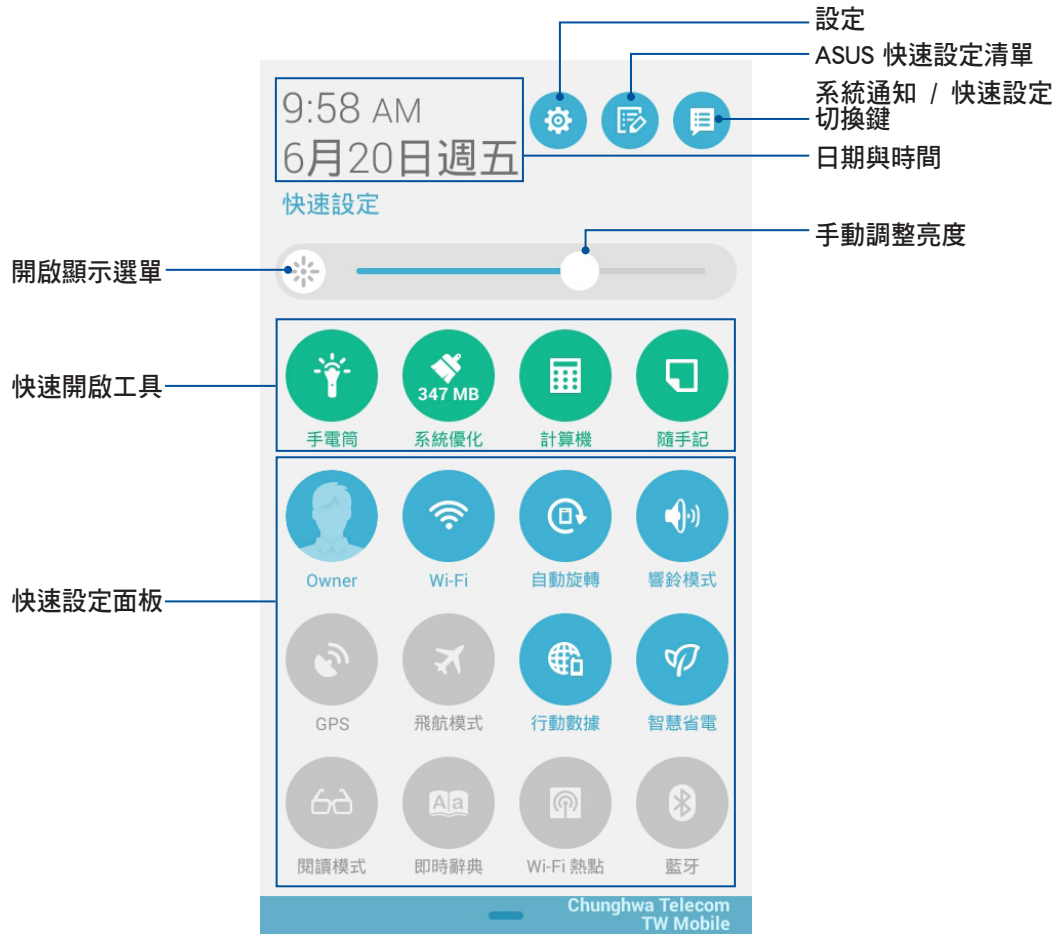 設定
ASUS 快速設定清單
系統通知 / 快速設定
切換鍵
日期與時間
9:58 AM
6月20日週五
快速設定
手動調整亮度
開啟顯示選單
快速開啟工具
347 MB
手電筒 系統優化 計算機 隨手記
快速設定面板
Owner Wi-Fi 自動旋轉 響鈴模式
GPS 飛航模式 行動數據 智慧省電
Aa
閱讀模式 即時辭典 Wi-Fi 熱點 藍牙
Chunghwa Telecom
TW Mobile